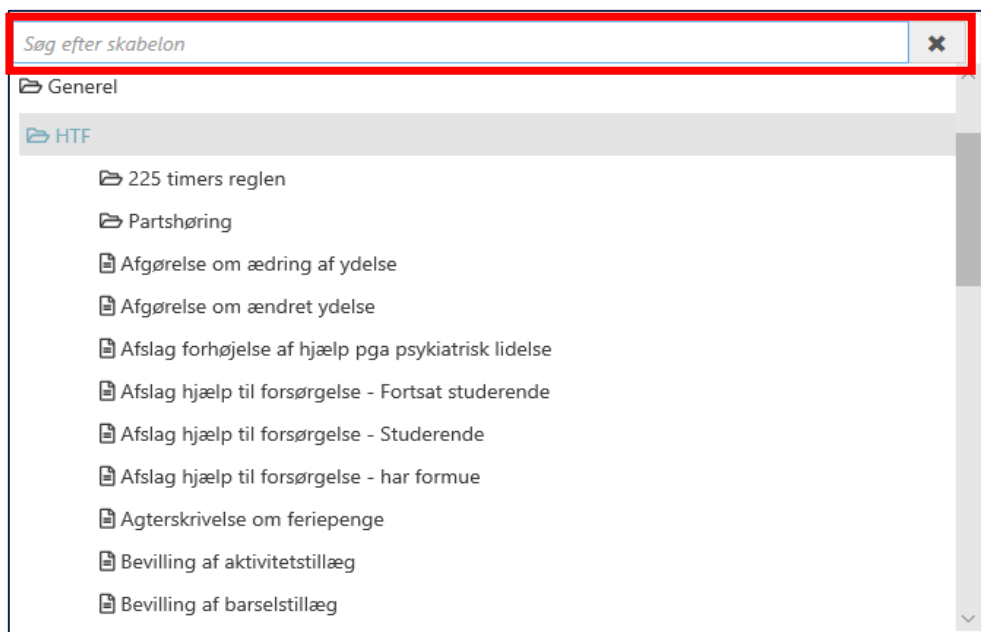 Søg efter skabelon
Generel
HTF
225 timers reglen
Partshøring
Afgørelse om ædring af ydelse
Afgørelse om ændret ydelse
Afslag forhøjelse af hjælp pga psykiatrisk lidelse
Afslag hjælp til forsørgelse - Fortsat studerende
Afslag hjælp til forsørgelse - Studerende
Afslag hjælp til forsørgelse - har formue
Agterskrivelse om feriepenge
Bevilling af aktivitetstillæg
Bevilling af barselstillæg